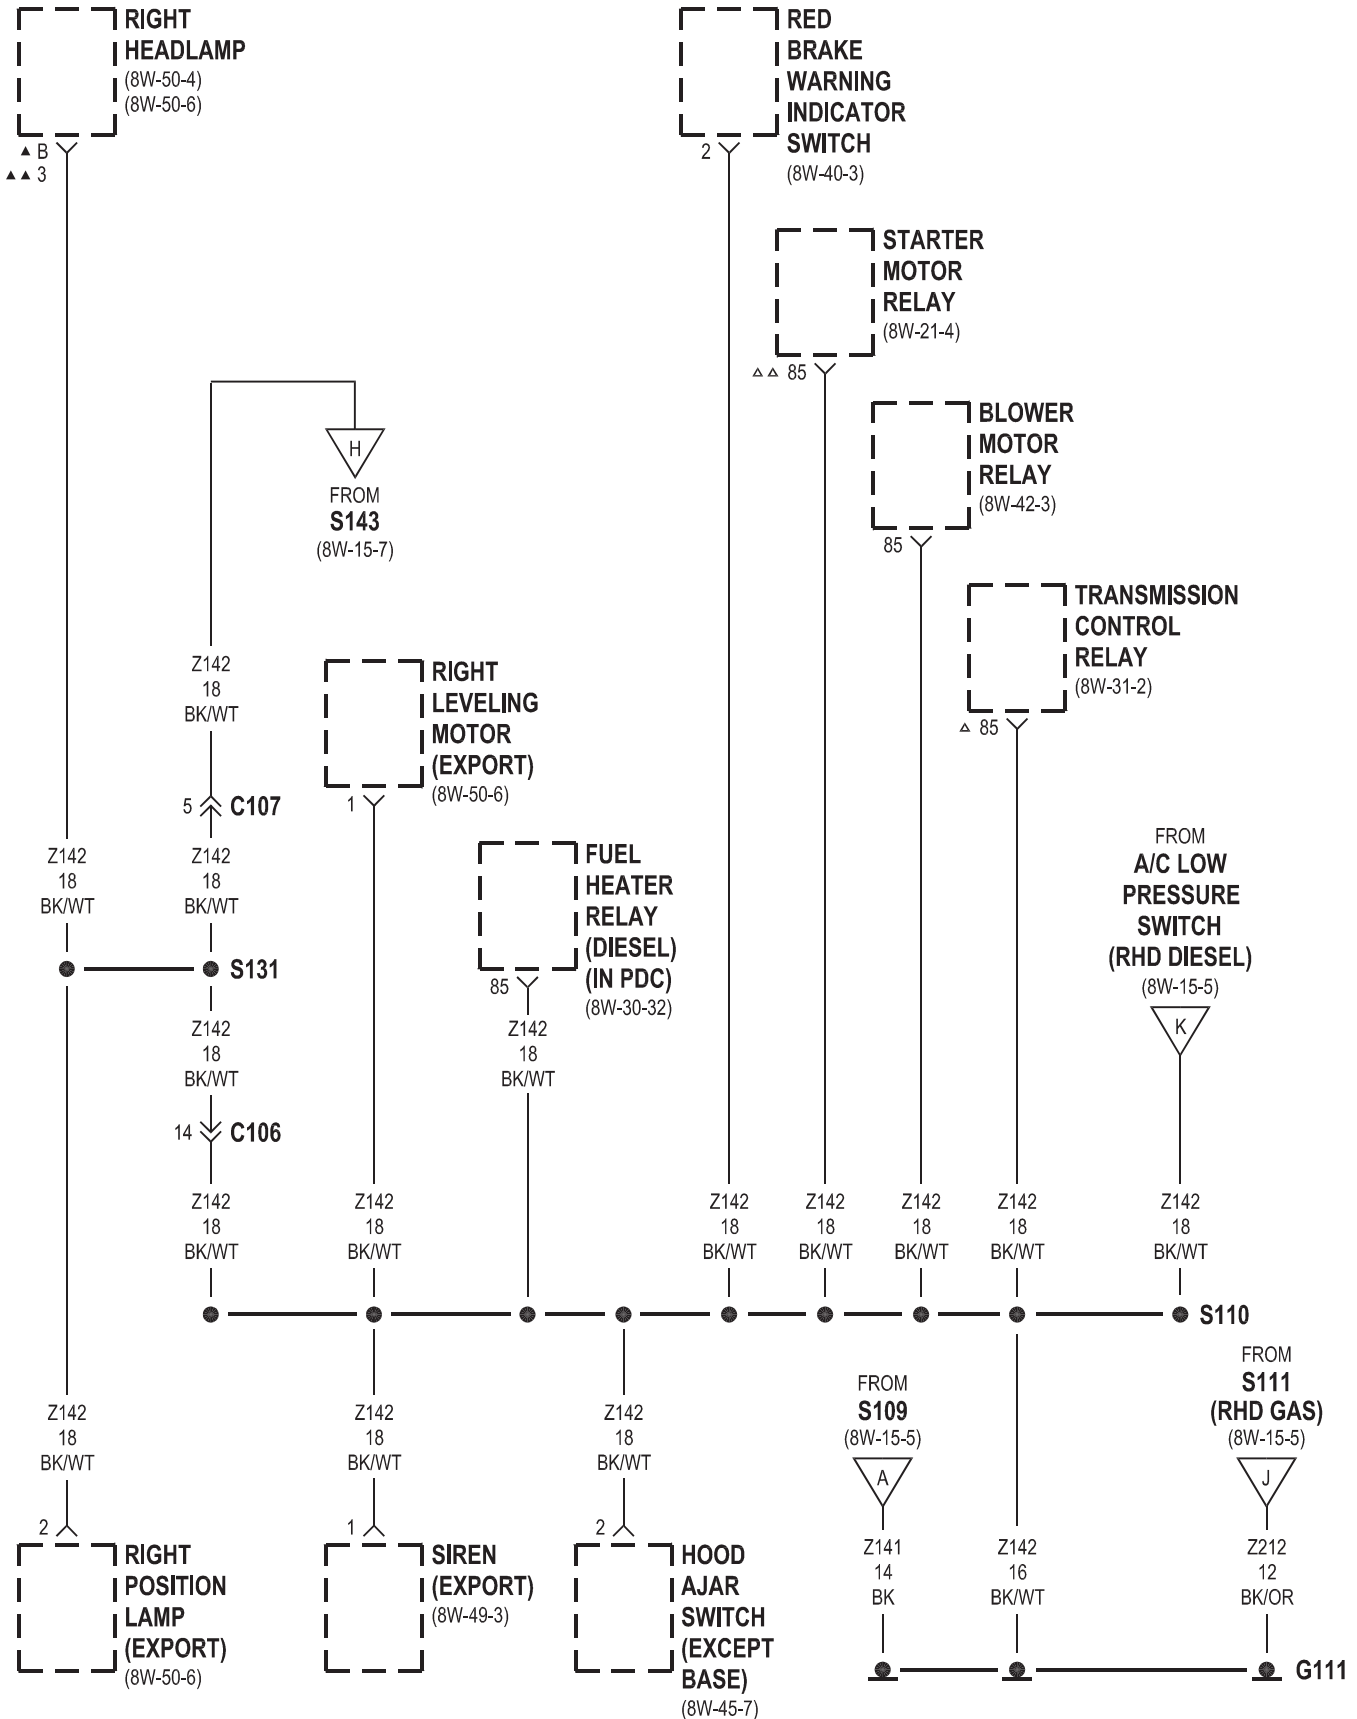 RIGHT
HEADLAMP
(8W-50-4)
(8W-50-6)
▲ B
▲▲ 3
RED
BRAKE
WARNING
INDICATOR
SWITCH
(8W-40-3)
2
STARTER
MOTOR
RELAY
(8W-21-4)
△△ 85
BLOWER
MOTOR
RELAY
(8W-42-3)
85
H
FROM
S143
(8W-15-7)
TRANSMISSION
CONTROL
RELAY
(8W-31-2)
△ 85
Z142
18
BK/WT
RIGHT
LEVELING
MOTOR
(EXPORT)
(8W-50-6)
1
5
C107
Z142
18
BK/WT
Z142
18
BK/WT
FUEL
HEATER
RELAY
(DIESEL)
(IN PDC)
(8W-30-32)
85
FROM
A/C LOW
PRESSURE
SWITCH
(RHD DIESEL)
(8W-15-5)
K
S131
Z142
18
BK/WT
Z142
18
BK/WT
14
C106
Z142
18
BK/WT
Z142
18
BK/WT
Z142
18
BK/WT
Z142
18
BK/WT
Z142
18
BK/WT
Z142
18
BK/WT
Z142
18
BK/WT
S110
Z142
18
BK/WT
Z142
18
BK/WT
Z142
18
BK/WT
FROM
S109
(8W-15-5)
A
FROM
S111
(RHD GAS)
(8W-15-5)
J
2
RIGHT
POSITION
LAMP
(EXPORT)
(8W-50-6)
1
SIREN
(EXPORT)
(8W-49-3)
2
HOOD
AJAR
SWITCH
(EXCEPT
BASE)
(8W-45-7)
Z141
14
BK
Z142
16
BK/WT
Z212
12
BK/OR
G111